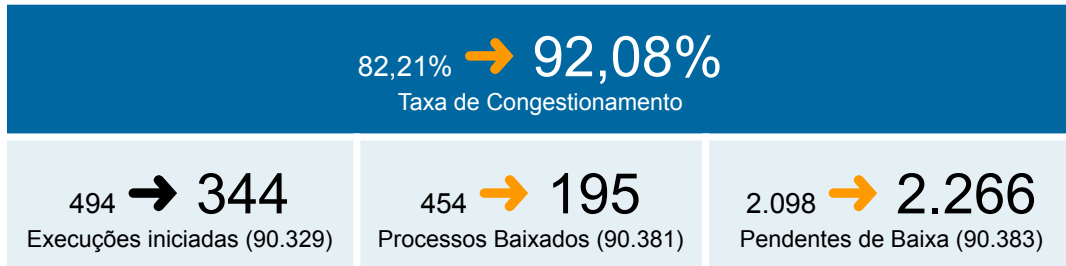 82,21% ➜ 92,08%
Taxa de Congestionamento
494 ➜ 344
Execuções iniciadas (90.329)
454 ➜ 195
Processos Baixados (90.381)
2.098 ➜ 2.266
Pendentes de Baixa (90.383)